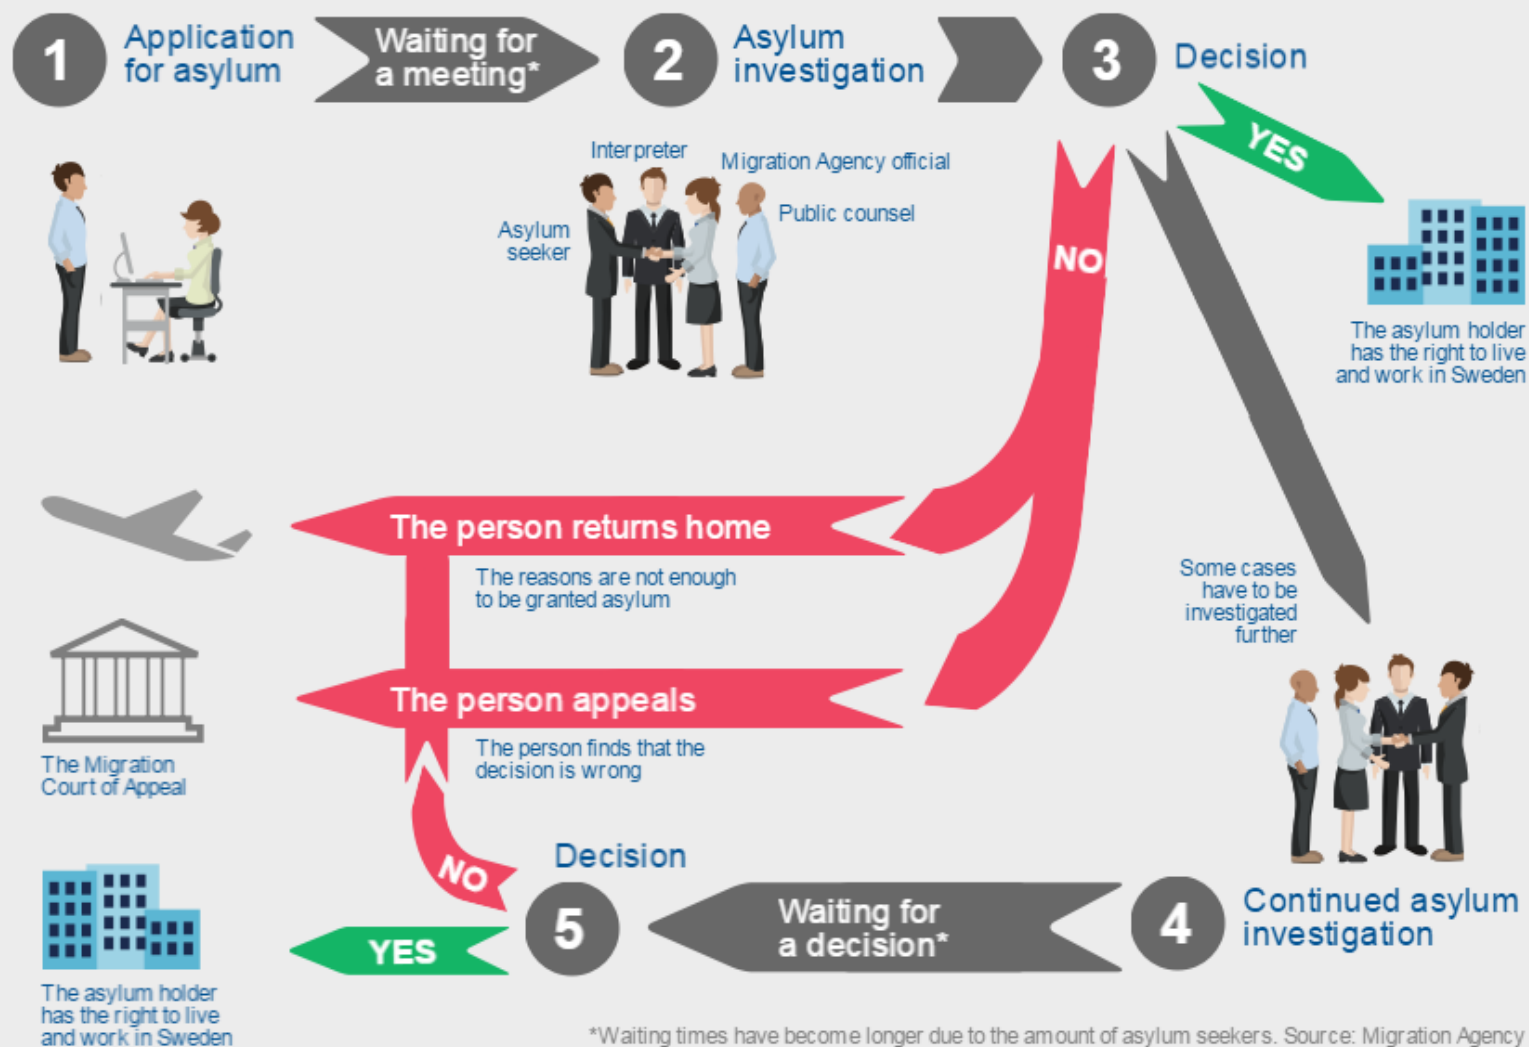 1
Application
for asylum
Waiting for
a meeting*
2
Asylum
investigation
3
Decision
YES
Interpreter
Migration Agency official
Public counsel
Asylum
seeker
NO
The asylum holder
has the right to live
and work in Sweden
The person returns home
The reasons are not enough
to be granted asylum
Some cases
have to be
investigated
further
The person appeals
The person finds that the
decision is wrong
The Migration
Court of Appeal
NO
Decision
5
Waiting for
a decision*
4
Continued asylum
investigation
YES
The asylum holder
has the right to live
and work in Sweden
*Waiting times have become longer due to the amount of asylum seekers. Source: Migration Agency